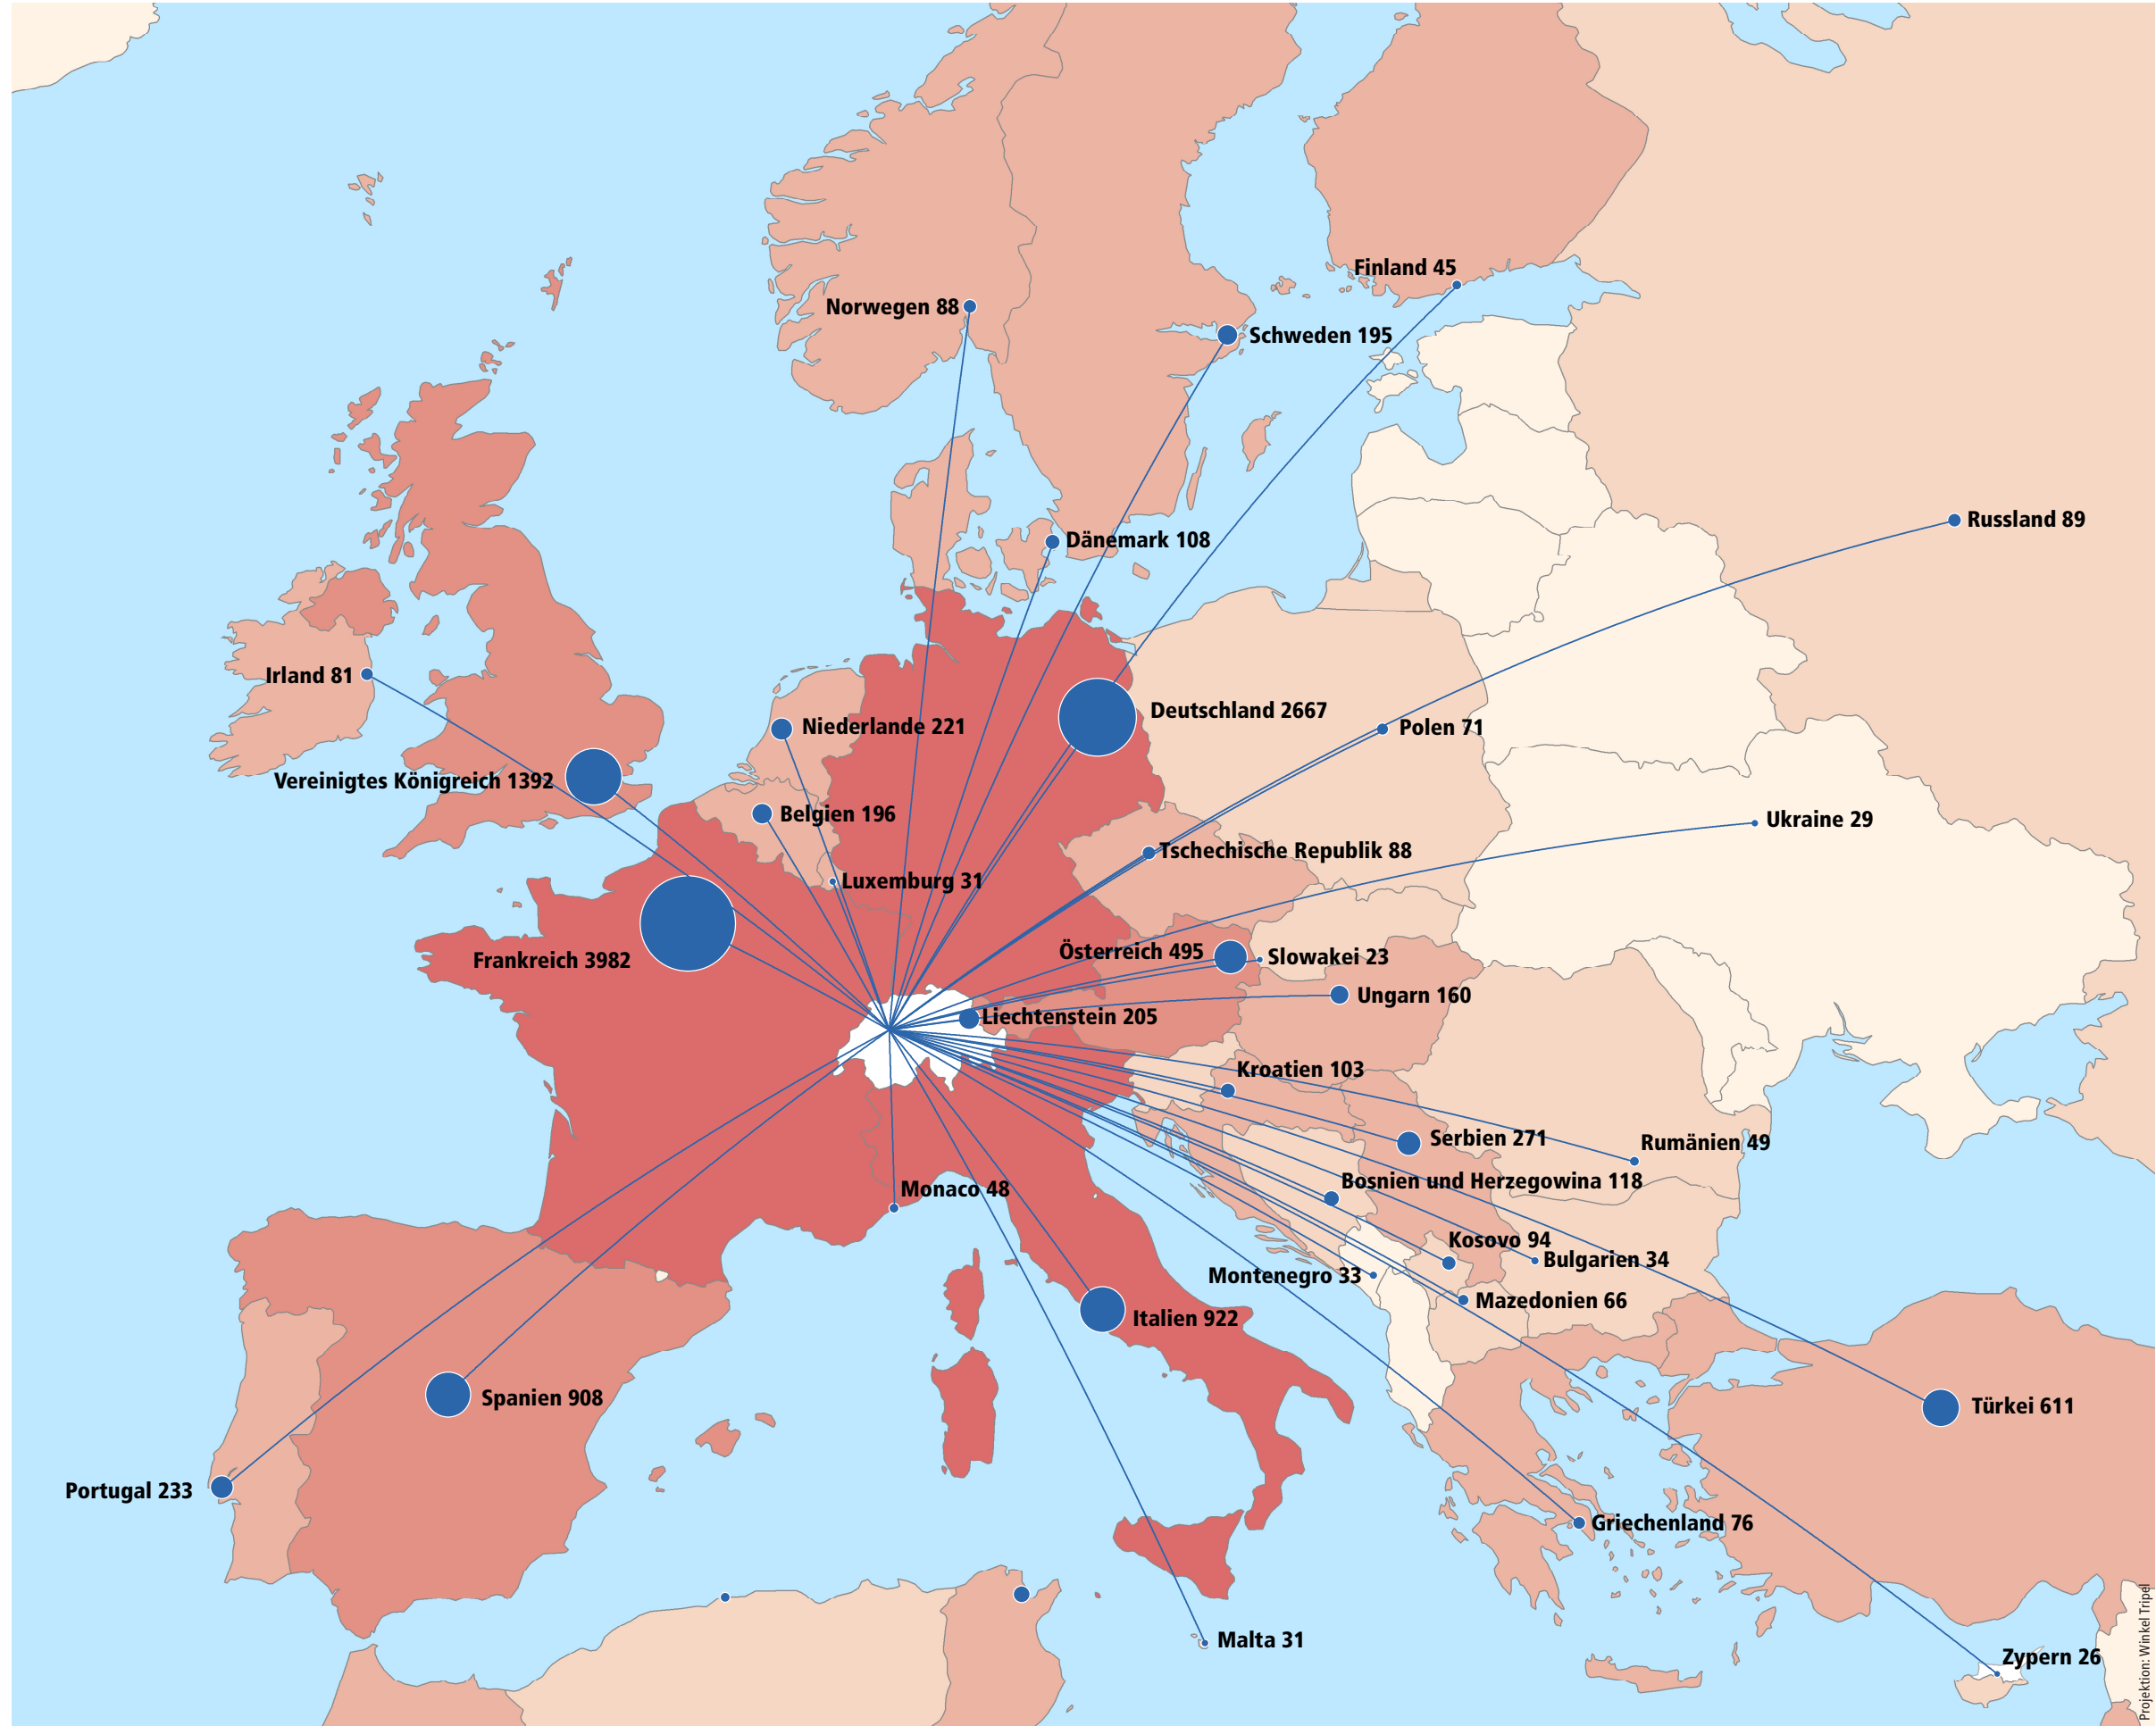 Finland 45
Norwegen 88
Schweden 195
Russland 89
Dänemark 108
Irland 81
Deutschland 2667
Niederlande 221
Polen 71
Vereinigtes Königreich 1392
Belgien 196
Ukraine 29
Tschechische Republik 88
Luxemburg 31
Österreich 495
Slowakei 23
Frankreich 3982
Ungarn 160
Liechtenstein 205
Kroatien 103
Serbien 271
Rumänien 49
Bosnien und Herzegowina 118
Monaco 48
Kosovo 94
Bulgarien 34
Montenegro 33
Mazedonien 66
Italien 922
Spanien 908
Türkei 611
Portugal 233
Griechenland 76
Malta 31
Zypern 26
Projektion: Winkel Tripel